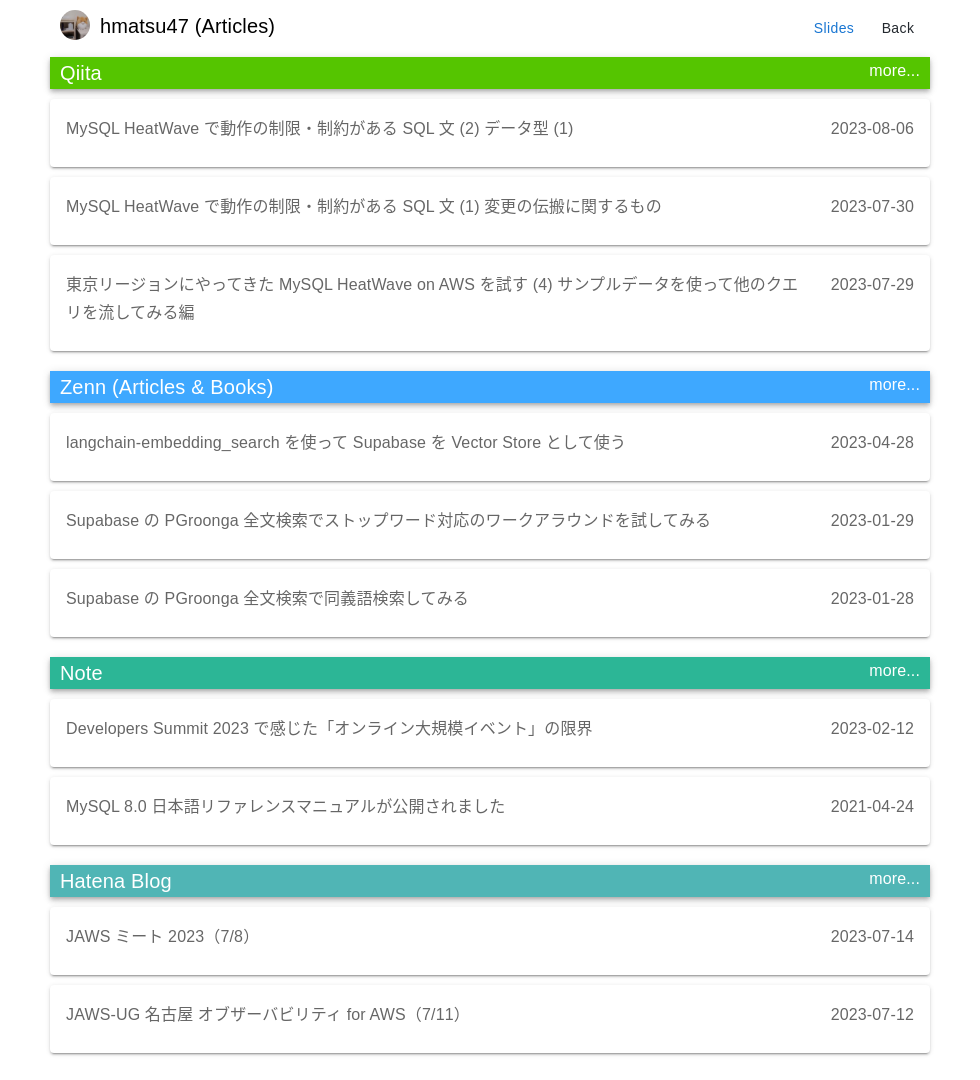 hmatsu47 (Articles)
Slides
Back
Qiita
more...
MySQL HeatWave で動作の制限・制約がある SQL 文 (2) データ型 (1)
2023-08-06
MySQL HeatWave で動作の制限・制約がある SQL 文 (1) 変更の伝搬に関するもの
2023-07-30
東京リージョンにやってきた MySQL HeatWave on AWS を試す (4) サンプルデータを使って他のクエ
リを流してみる編
2023-07-29
Zenn (Articles & Books)
more...
langchain-embedding_search を使って Supabase を Vector Store として使う
2023-04-28
Supabase の PGroonga 全文検索でストップワード対応のワークアラウンドを試してみる
2023-01-29
Supabase の PGroonga 全文検索で同義語検索してみる
2023-01-28
Note
more...
Developers Summit 2023 で感じた「オンライン大規模イベント」の限界
2023-02-12
MySQL 8.0 日本語リファレンスマニュアルが公開されました
2021-04-24
Hatena Blog
more...
JAWS ミート 2023（7/8）
2023-07-14
JAWS-UG 名古屋 オブザーバビリティ for AWS（7/11）
2023-07-12